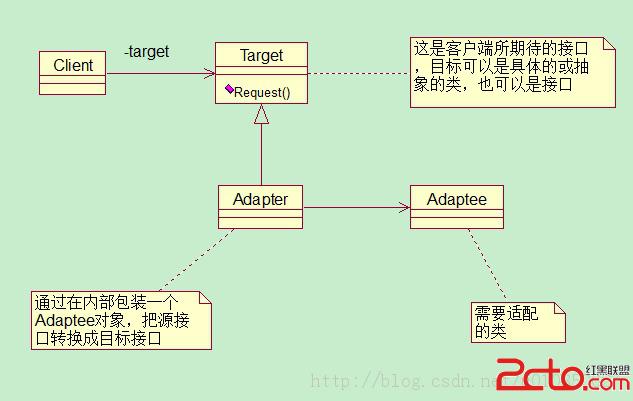 Client
-target
Target
Request()
这是客户端所期待的接口
，目标可以是具体的或抽
象的类，也可以是接口
Adapter
Adaptee
通过在内部包装一个
Adaptee对象，把源接
口转换成目标接口
需要适配
的类
http://blog.csdn.net/
2cto.com
红黑联盟